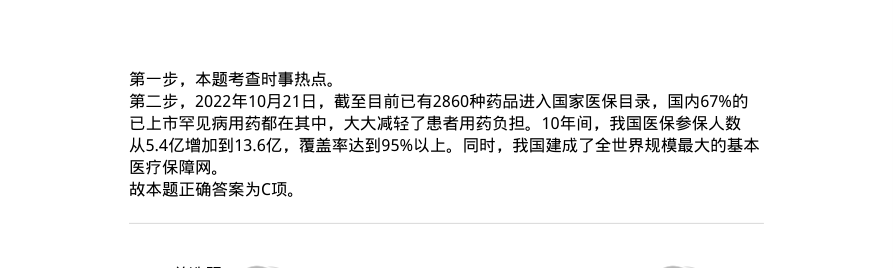 第一步，本题考查时事热点。
第二步，2022年10月21日，截至目前已有2860种药品进入国家医保目录，国内67%的
已上市罕见病用药都在其中，大大减轻了患者用药负担。10年间，我国医保参保人数
从5.4亿增加到13.6亿，覆盖率达到95%以上。同时，我国建成了全世界规模最大的基本
医疗保障网。
故本题正确答案为C项。